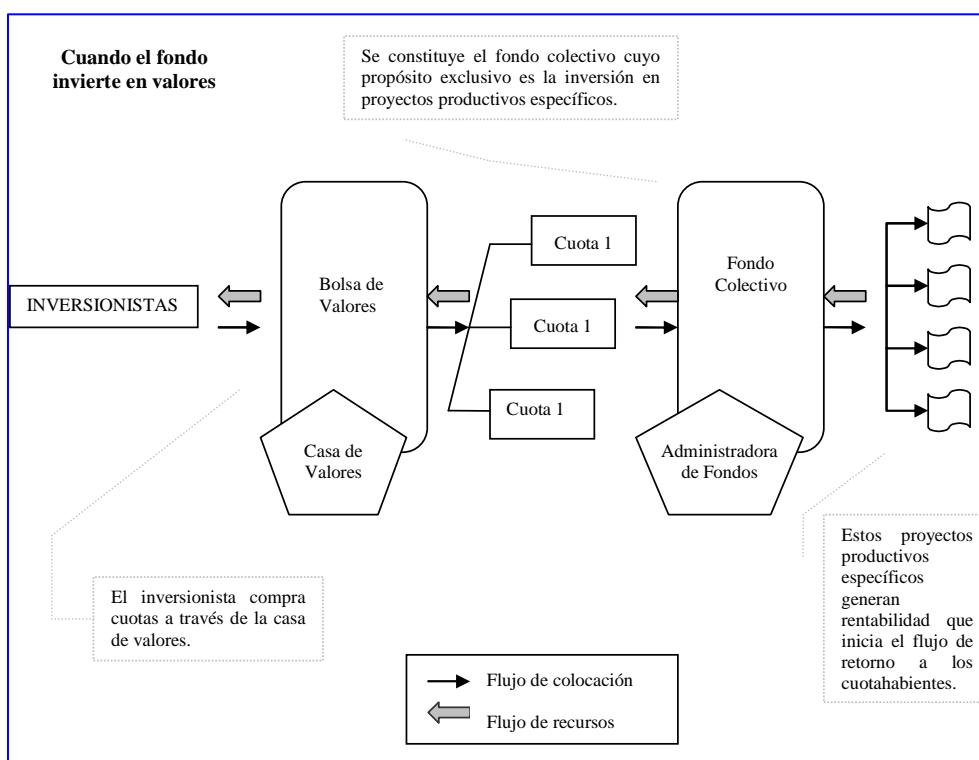 Cuando el fondo
invierte en valores
Se constituye el fondo colectivo cuyo
propósito exclusivo es la inversión en
proyectos productivos específicos.
INVERSIONISTAS
Bolsa de
Valores
Casa de
Valores
Cuota 1
Cuota 1
Cuota 1
Fondo
Colectivo
Administradora
de Fondos
El inversionista compra
cuotas a través de la casa
de valores.
Estos proyectos
productivos
específicos
generan
rentabilidad que
inicia el flujo de
retorno a los
cuotahabientes.
Flujo de colocación
Flujo de recursos